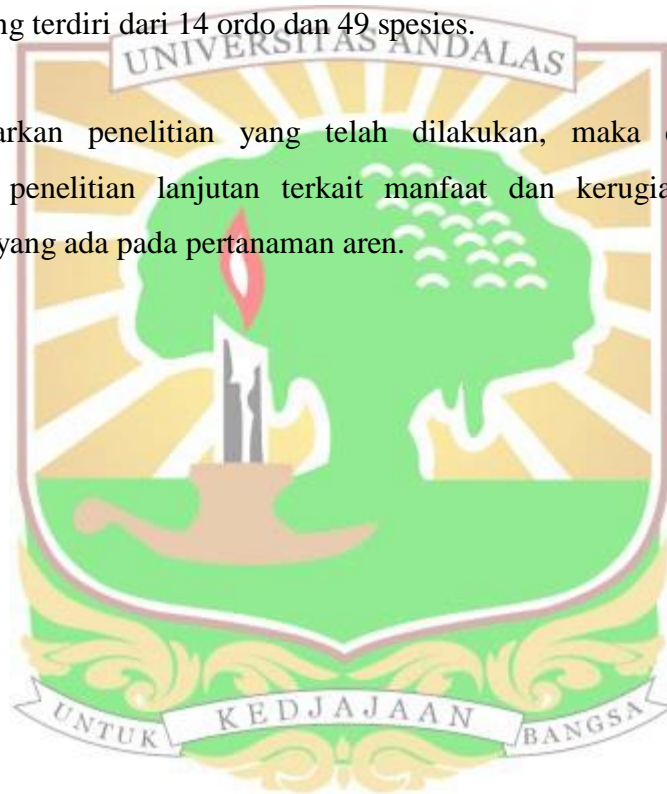 ng terdiri dari 14 ordo dan 49 spesies.
UNIVERSITAS ANDALAS
arkan penelitian yang telah dilakukan, maka
penelitian lanjutan terkait manfaat dan kerugia
yang ada pada pertanaman aren.
UNTUK KEDJAJAAN BANGSA